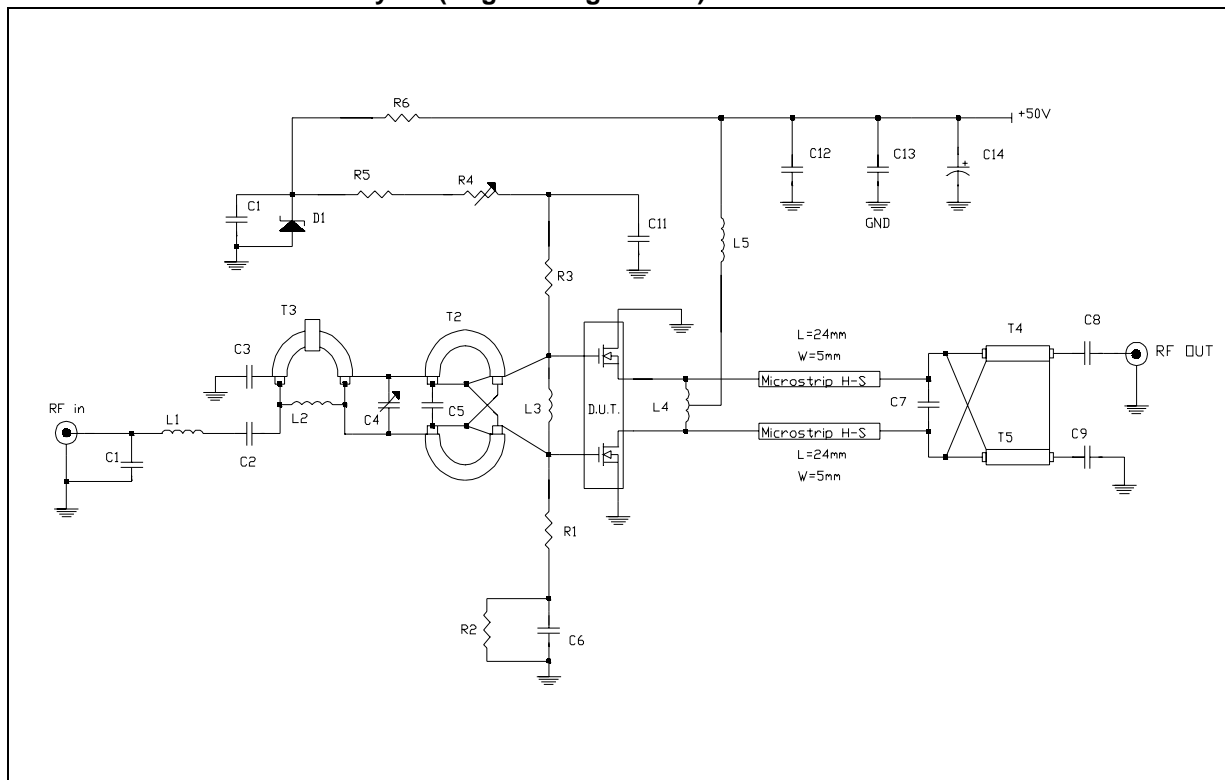 R6
+50V
C12
C13
C14
R5
R4
C1
D1
C11
GND
L5
R3
T3
T2
L=24mm
W=5mm
T4
C8
C3
RF OUT
Microstrip H-S
RF in
L1
L2
C4
C5
L3
D.U.T.
L4
C7
Microstrip H-S
T5
C9
C1
C2
L=24mm
W=5mm
R1
R2
C6